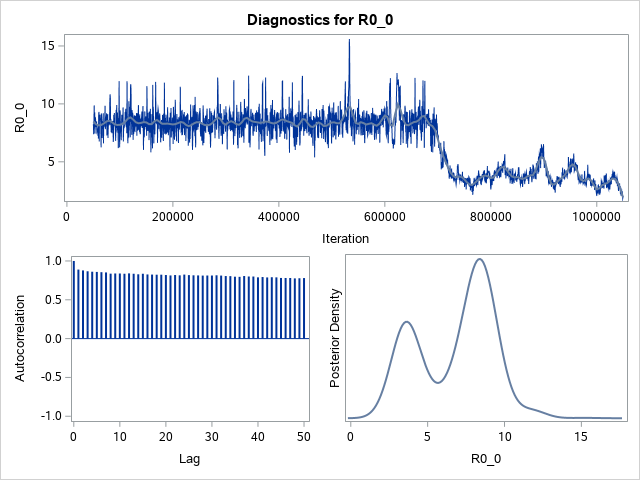 Diagnostics for R0_0
15
10
5
R0_0
0 200000 400000 600000 800000 1000000
Iteration
1.0
0.5
0.0
-0.5
-1.0
Autocorrelation
0 10 20 30 40 50
Lag
Posterior Density
0 5 10 15
R0_0